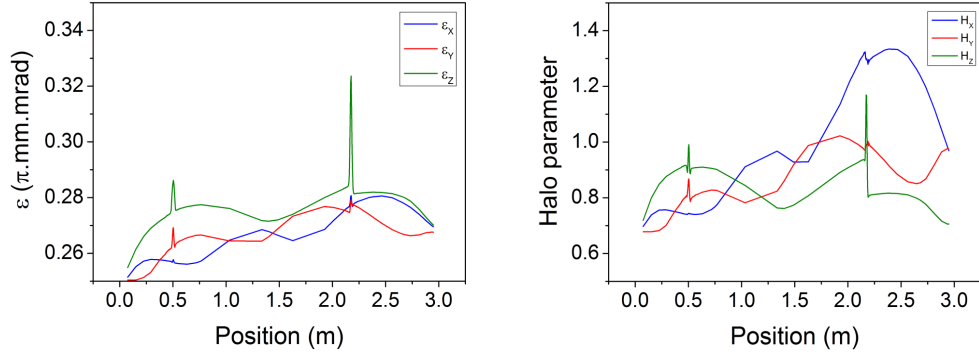 ε (π.mm.mrad)
0.34
0.32
0.30
0.28
0.26
0.0 0.5 1.0 1.5 2.0 2.5 3.0
Position (m)
εX
εY
εZ
Halo parameter
1.4
1.2
1.0
0.8
0.6
0.0 0.5 1.0 1.5 2.0 2.5 3.0
Position (m)
HX
HY
HZ